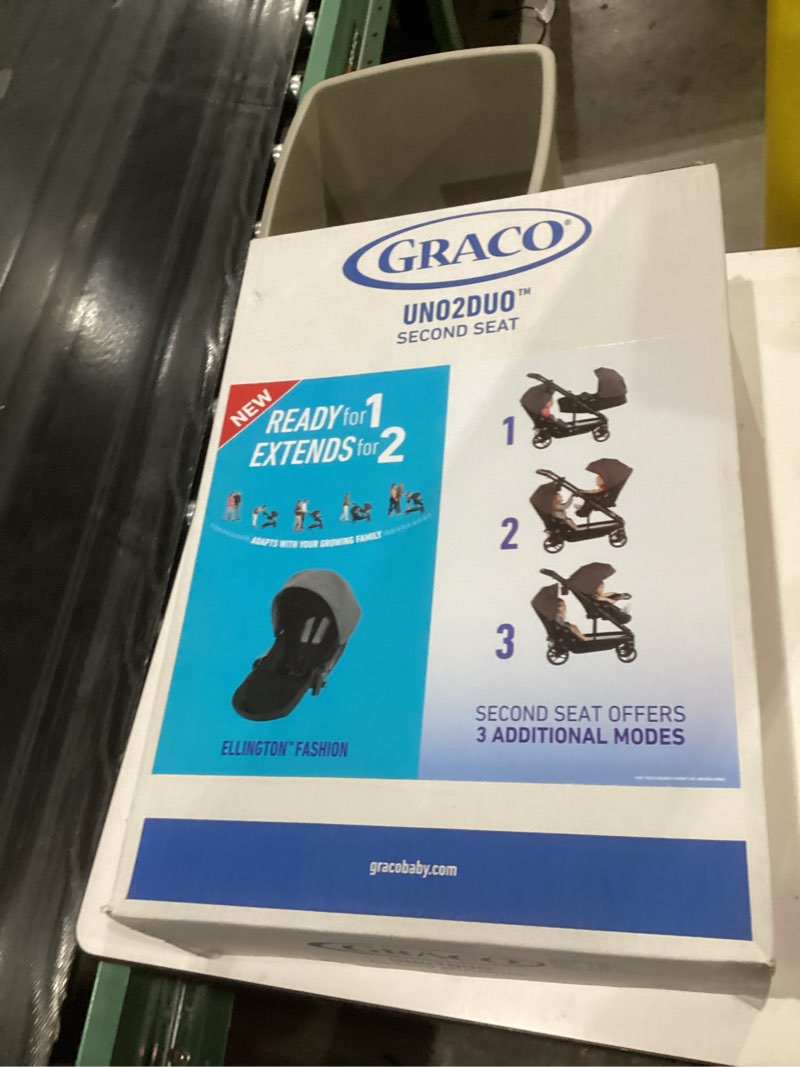 GRACO®
UNO2DUO™
SECOND SEAT
NEW
READY for 1
EXTENDS for 2
ADAPTS WITH YOUR GROWING FAMILY
ELLINGTON™ FASHION
1
2
3
SECOND SEAT OFFERS
3 ADDITIONAL MODES
gracobaby.com
GRACO